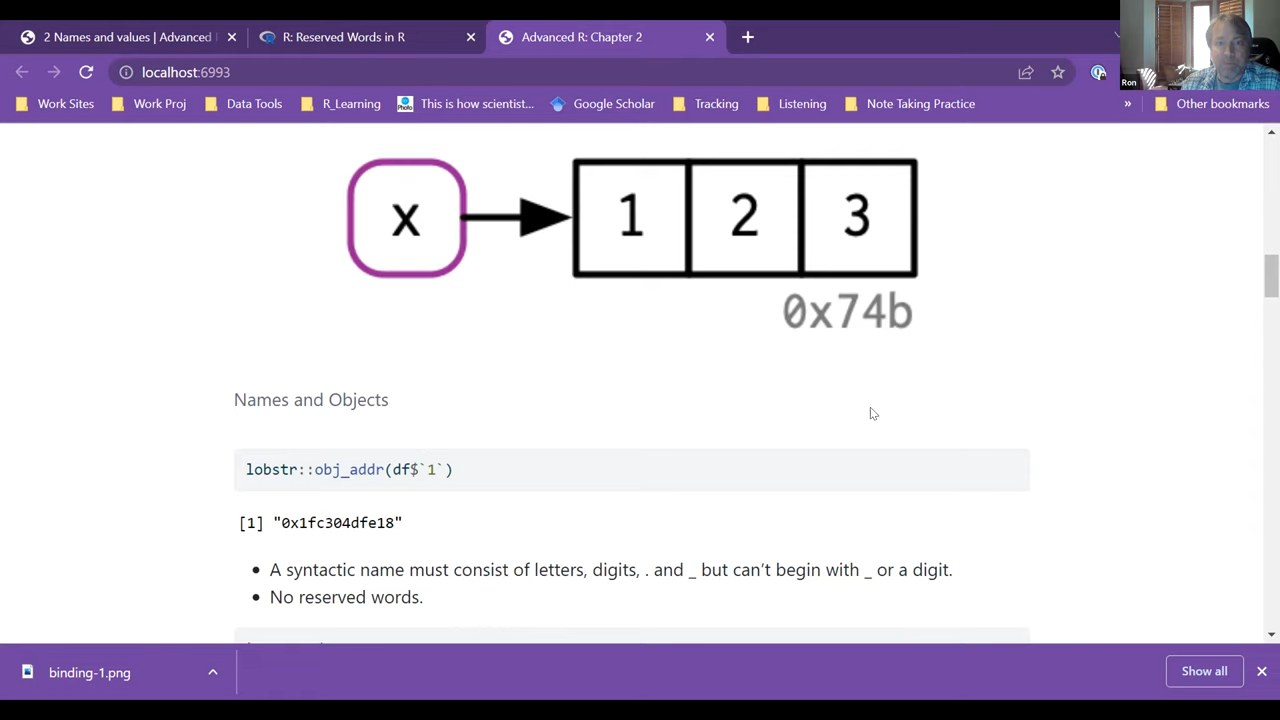 2 Names and values | Advanced
R: Reserved Words in R
Advanced R: Chapter 2
localhost:6993
Work Sites
Work Proj
Data Tools
R_Learning
Photo
This is how scientist...
Google Scholar
Tracking
Listening
Note Taking Practice
»
Other bookmarks
Ron
x
1 2 3
0x74b
Names and Objects
lobstr::obj_addr(df$`1`)
[1] "0x1fc304dfe18"
• A syntactic name must consist of letters, digits, . and _ but can’t begin with _ or a digit.
• No reserved words.
binding-1.png
Show all